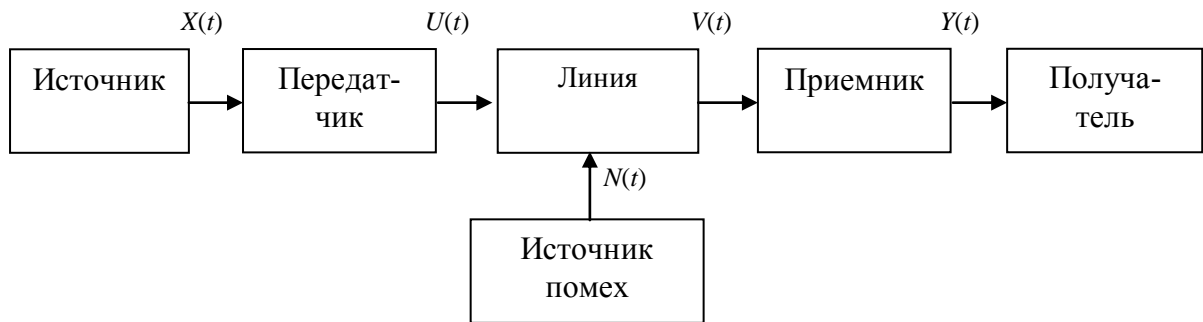 X(t)
U(t)
V(t)
Y(t)
Источник
Передат-
чик
Линия
Приемник
Получа-
тель
N(t)
Источник
помех